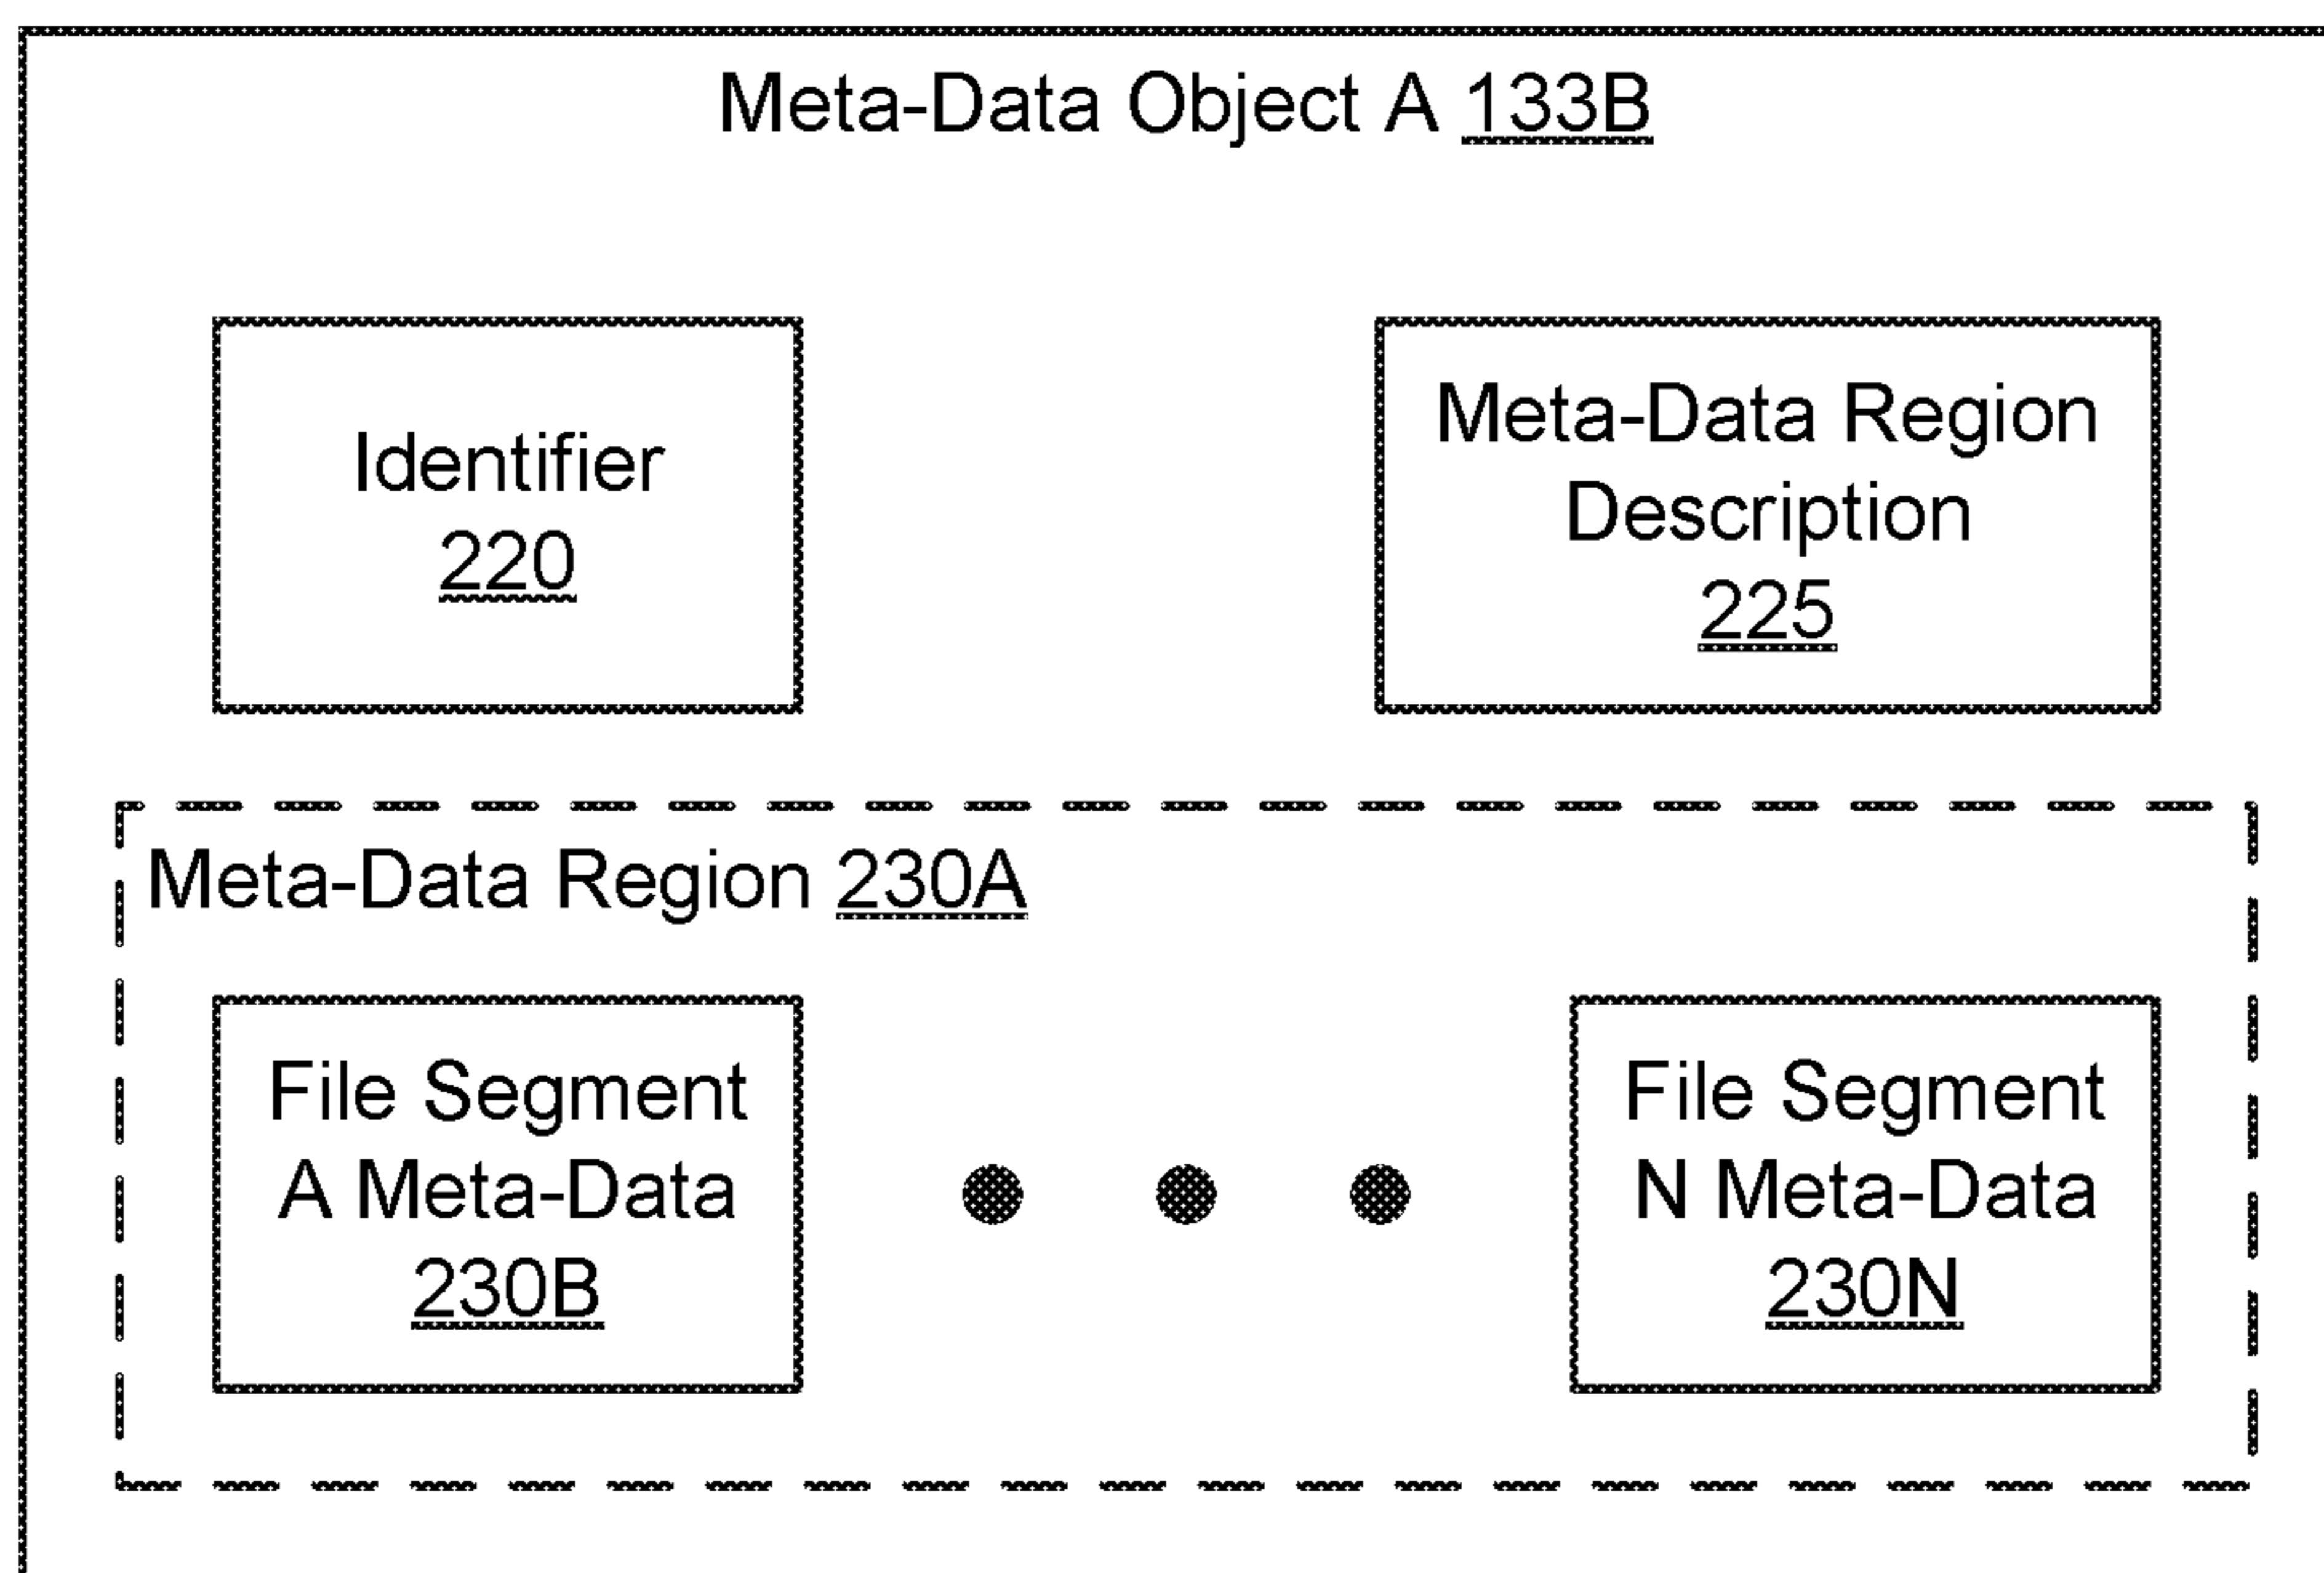 Meta-Data Object A 133B
Identifier
220
Meta-Data Region
Description
225
Meta-Data Region 230A
File Segment
A Meta-Data
230B
File Segment
N Meta-Data
230N